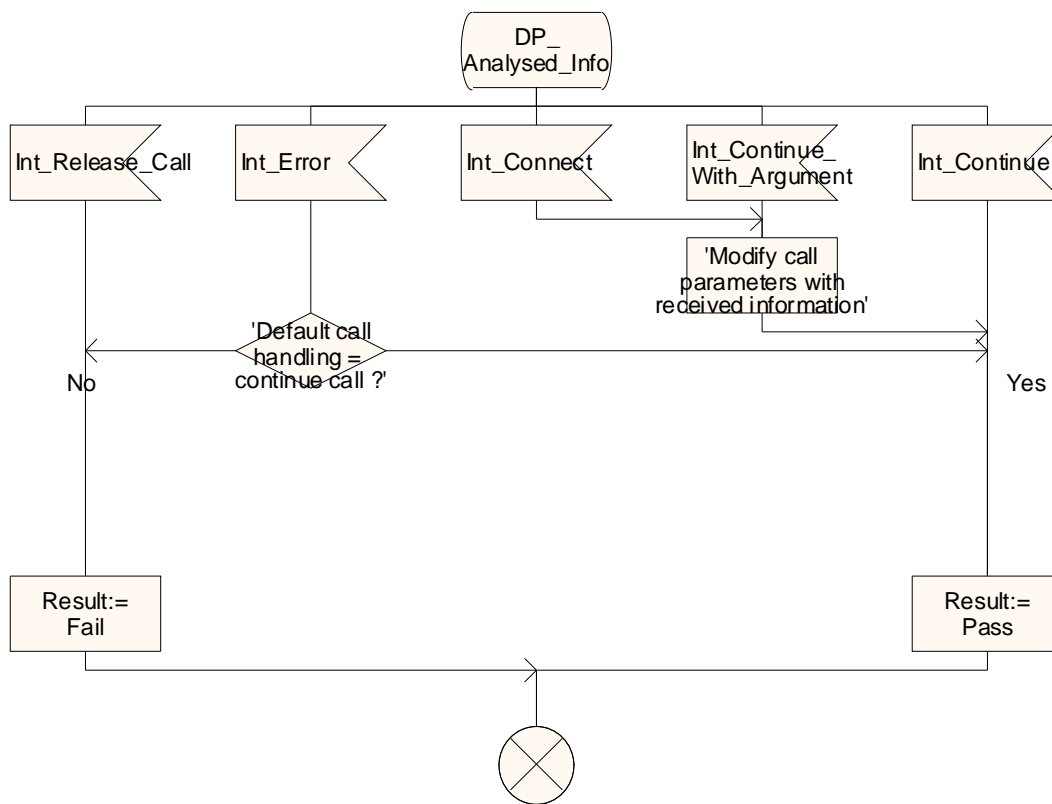 DP_
Analysed_Info
Int_Release_Call
Int_Error
Int_Connect
Int_Continue_
With_Argument
Int_Continue
'Modify call
parameters with
received information'
'Default call
handling =
continue call ?'
No
Yes
Result:=
Fail
Result:=
Pass